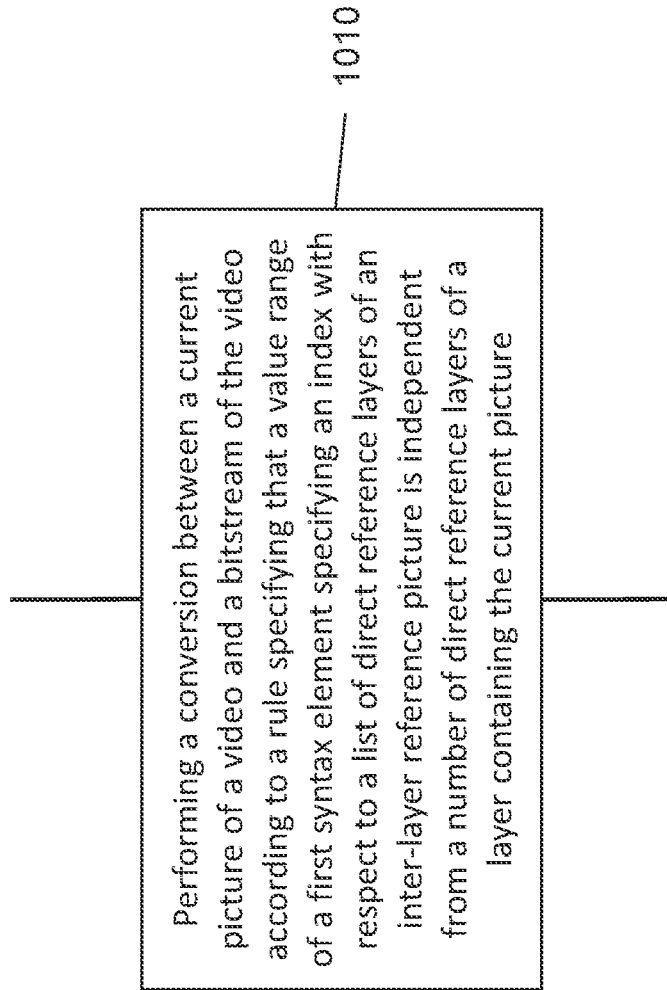 Performing a conversion between a current
picture of a video and a bitstream of the video
according to a rule specifying that a value range
of a first syntax element specifying an index with
respect to a list of direct reference layers of an
inter-layer reference picture is independent
from a number of direct reference layers of a
layer containing the current picture
1010